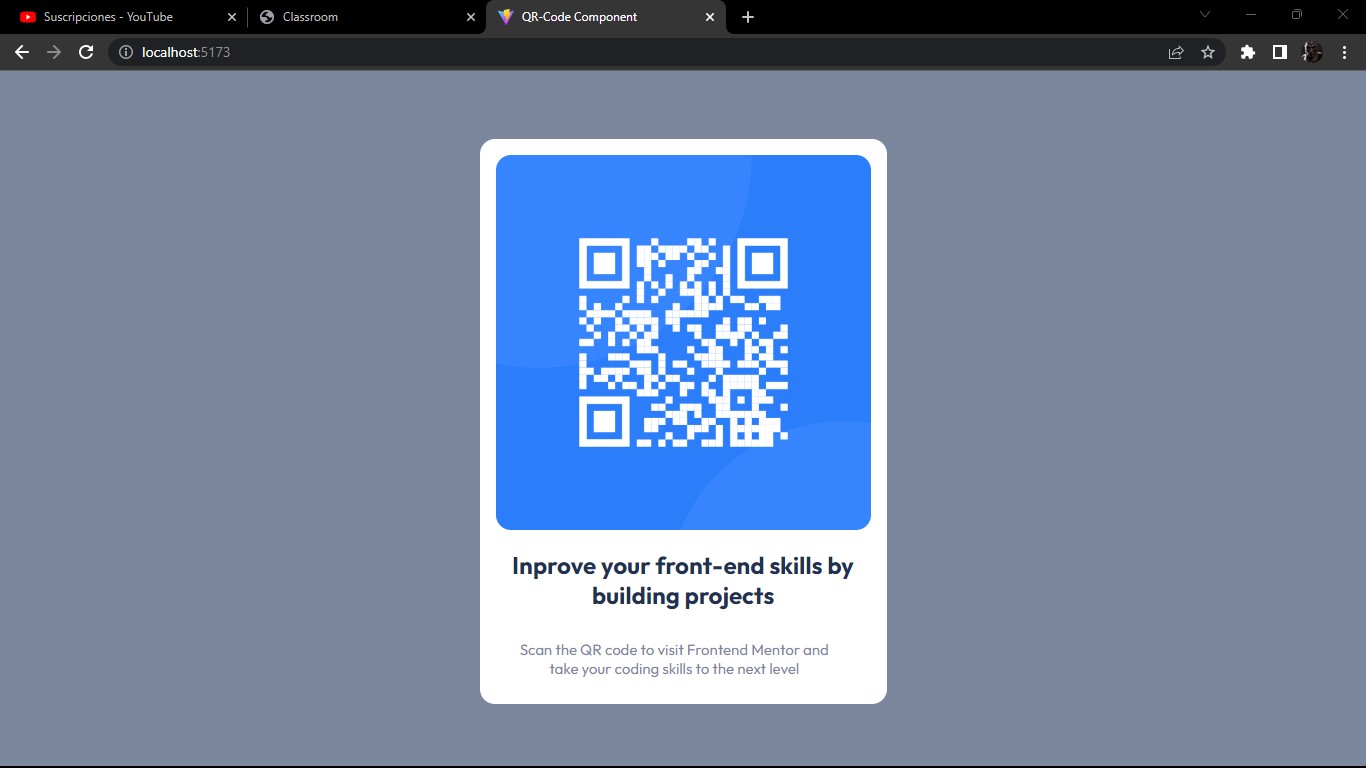 Suscripciones - YouTube
Classroom
QR-Code Component
localhost:5173
Inprove your front-end skills by
building projects
Scan the QR code to visit Frontend Mentor and
take your coding skills to the next level